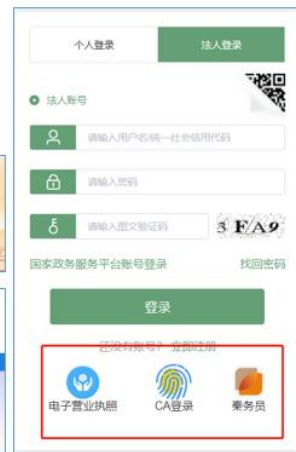 个人登录 法人登录
法人账号
请输入用户名/统一社会信用代码
请输入密码
请输入图文验证码 3 F A 9
国家政务服务平台账号登录 找回密码
登录
还没有账号？ 立即注册
电子营业执照 CA登录 秦务员